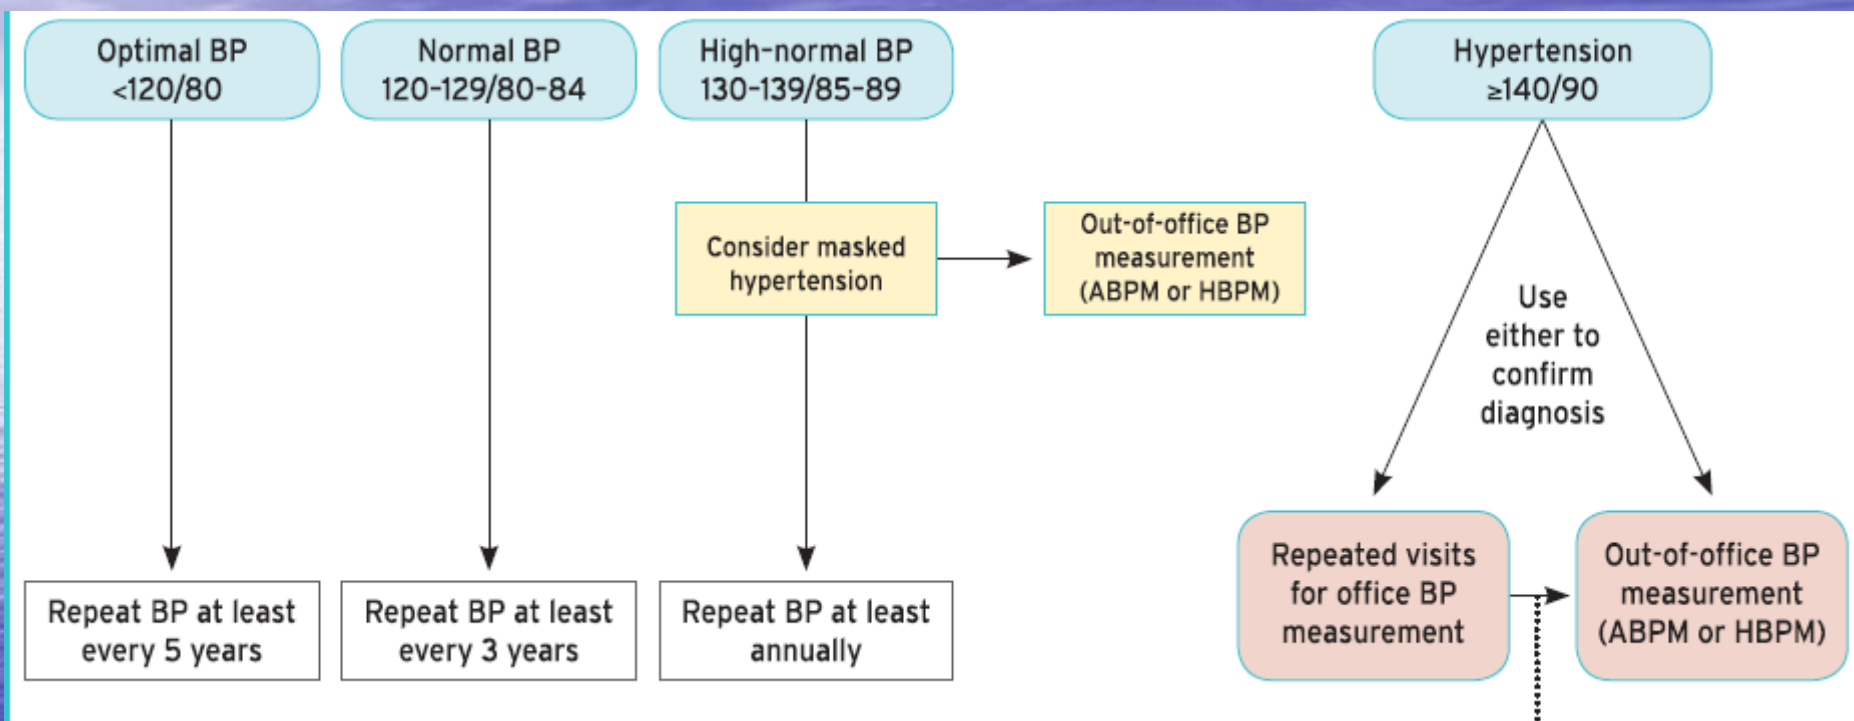 Optimal BP
<120/80
Normal BP
120-129/80-84
High-normal BP
130-139/85-89
Hypertension
≥140/90
Consider masked
hypertension
Out-of-office BP
measurement
(ABPM or HBPM)
Use
either to
confirm
diagnosis
Repeat BP at least
every 5 years
Repeat BP at least
every 3 years
Repeat BP at least
annually
Repeated visits
for office BP
measurement
Out-of-office BP
measurement
(ABPM or HBPM)